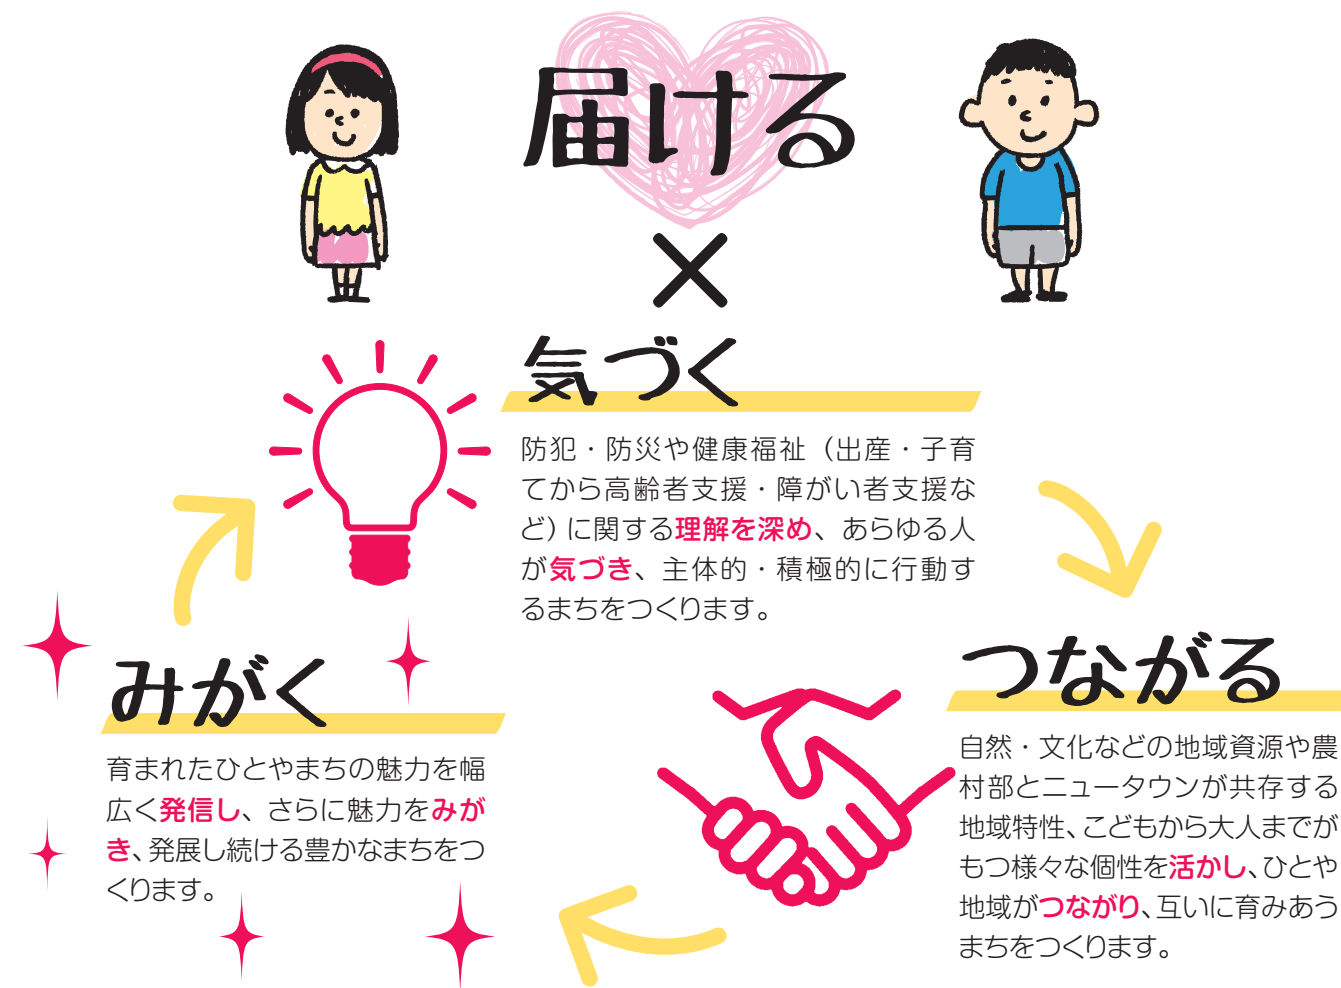 届ける
×
気づく
防犯・防災や健康福祉（出産・子育
てから高齢者支援・障がい者支援な
ど）に関する理解を深め、あらゆる人
が気づき、主体的・積極的に行動す
るまちをつくります。
つながる
自然・文化などの地域資源や農
村部とニュータウンが共存する
地域特性、こどもから大人までが
もつ様々な個性を活かし、ひとや
地域がつながり、互いに育みあう
まちをつくります。
みがく
育まれたひとやまちの魅力を幅
広く発信し、さらに魅力をみが
き、発展し続ける豊かなまちをつ
くります。